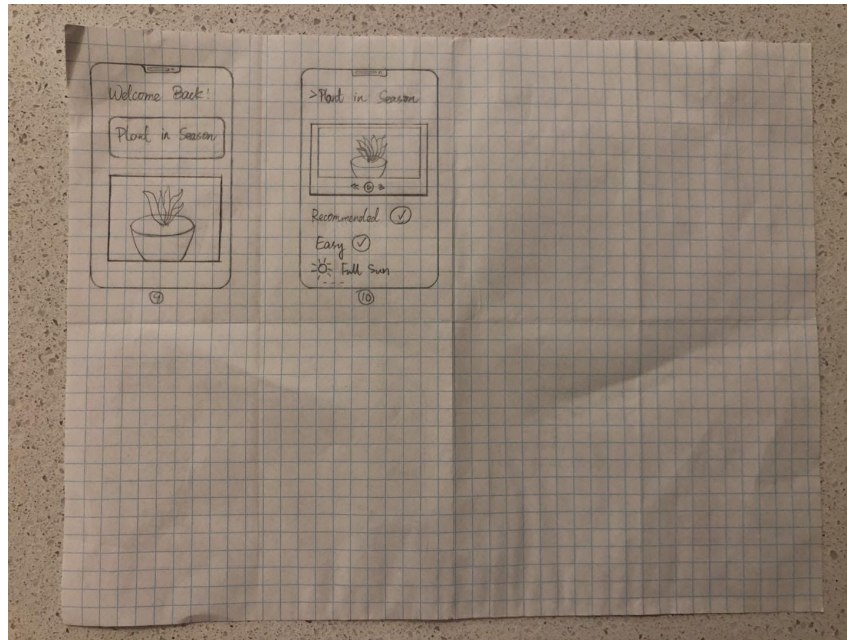 Welcome Back!
Plant in Season
9
>Plant in Season
Recommended
Easy
Full Sun
10